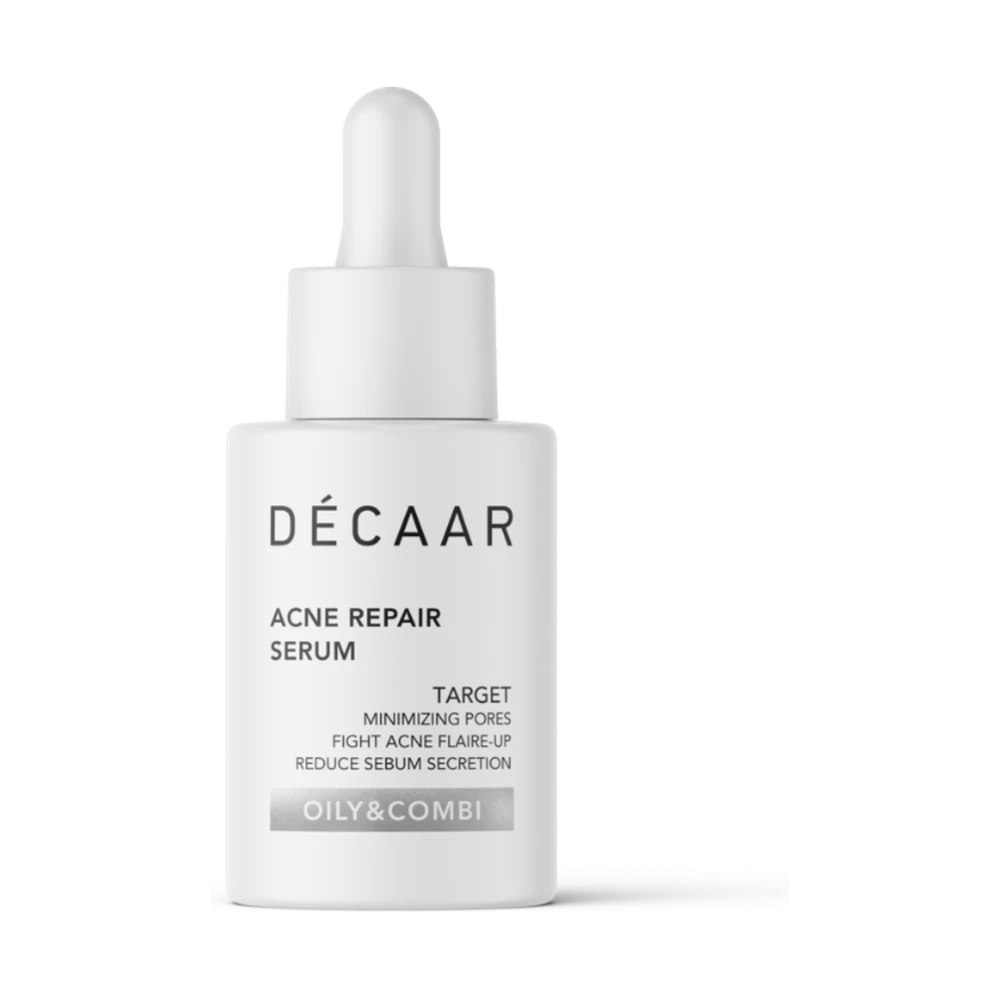 DÉCAAR
ACNE REPAIR
SERUM
TARGET
MINIMIZING PORES
FIGHT ACNE FLAIRE-UP
REDUCE SEBUM SECRETION
OILY&COMBI